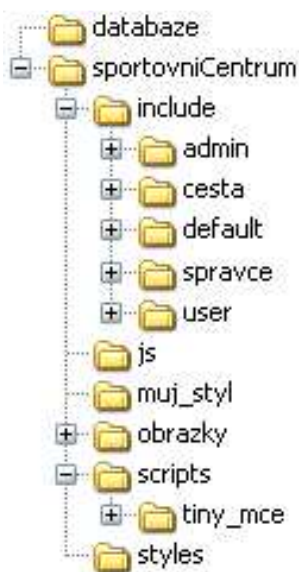 databaze
sportovniCentrum
include
admin
cesta
default
spravce
user
js
muj_styl
obrazky
scripts
tiny_mce
styles